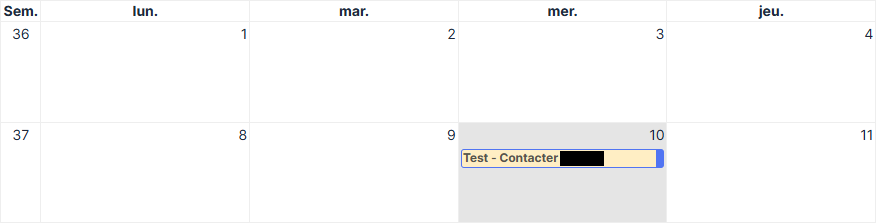 Sem. lun. mar. mer. jeu.
36 1 2 3 4
37 8 9 10 11
Test - Contacter